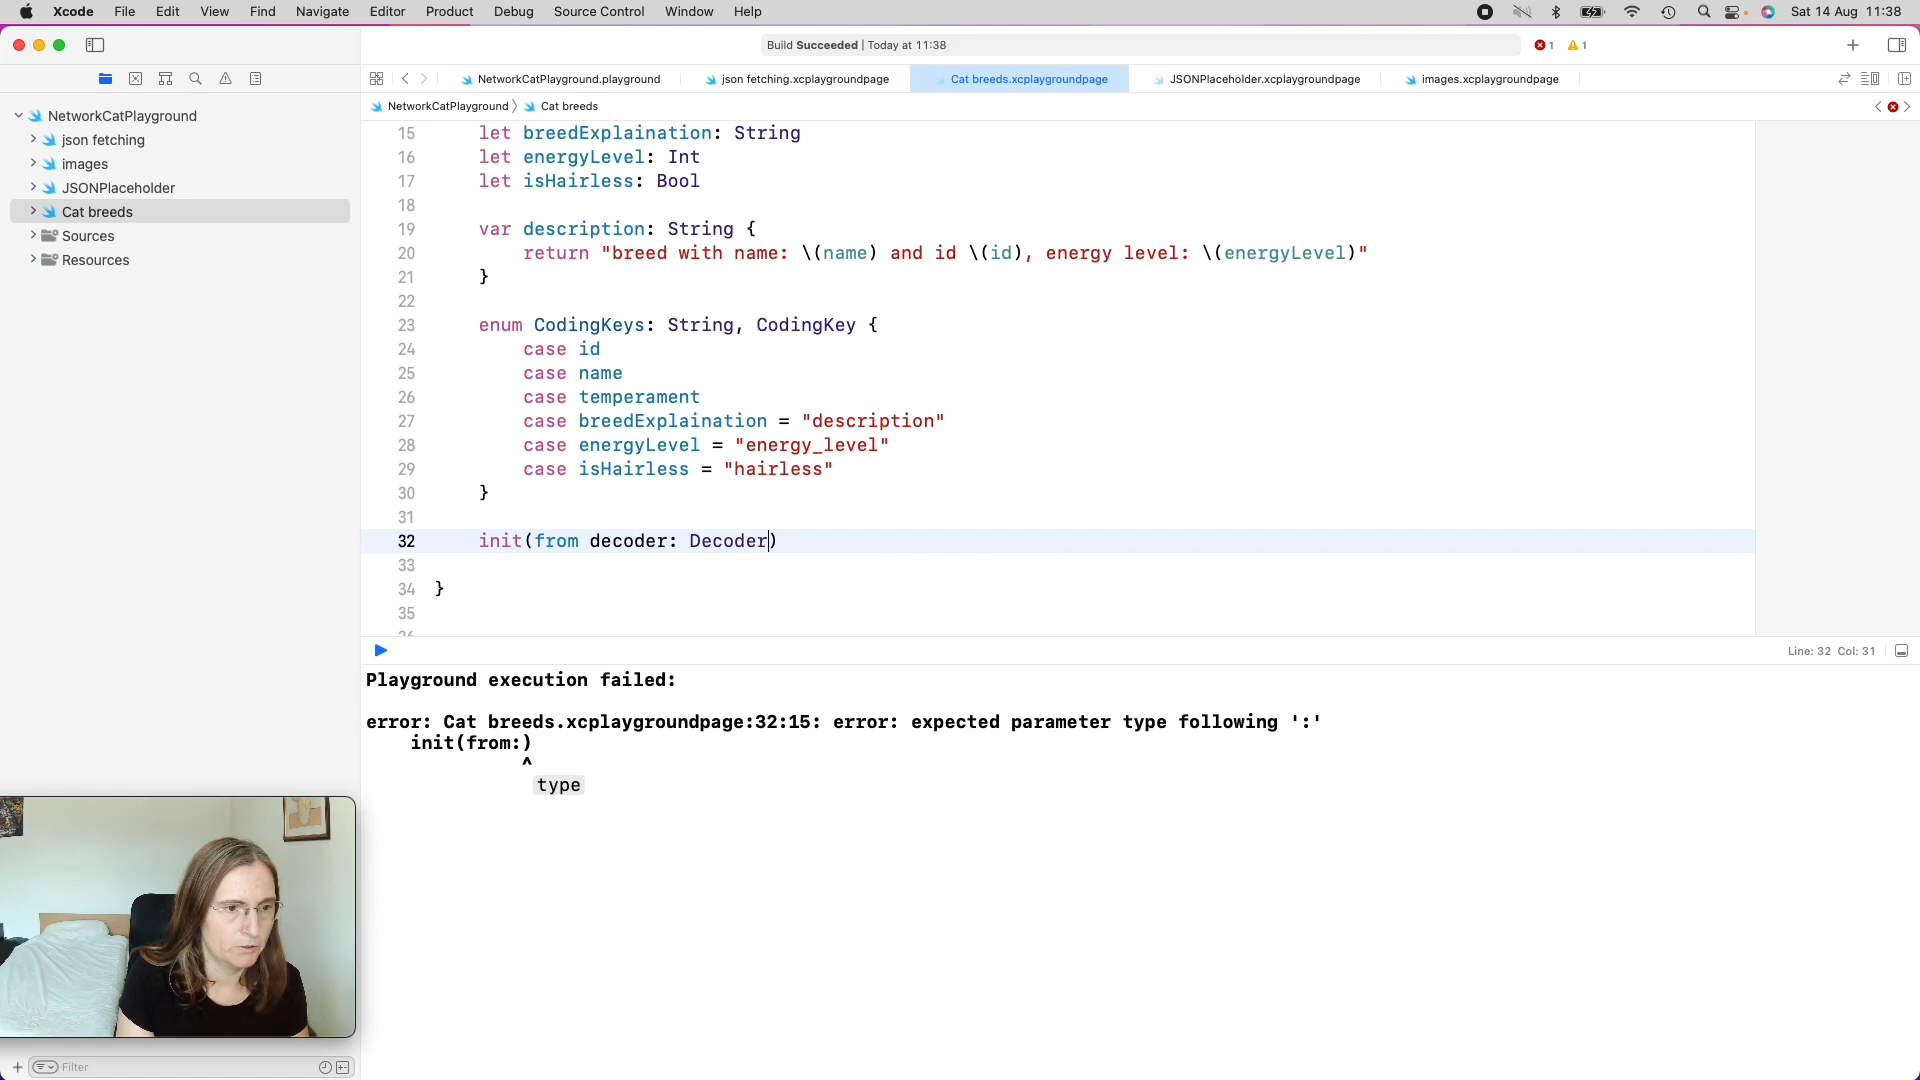 Xcode File Edit View Find Navigate Editor Product Debug Source Control Window Help Sat 14 Aug 11:38
Build Succeeded | Today at 11:38 1 1
NetworkCatPlayground.playground json fetching.xcplaygroundpage Cat breeds.xcplaygroundpage JSONPlaceholder.xcplaygroundpage images.xcplaygroundpage
NetworkCatPlayground Cat breeds
NetworkCatPlayground
json fetching
images
JSONPlaceholder
Cat breeds
Sources
Resources
15 let breedExplaination: String
16 let energyLevel: Int
17 let isHairless: Bool
18
19 var description: String {
20 return "breed with name: \(name) and id \(id), energy level: \(energyLevel)"
21 }
22
23 enum CodingKeys: String, CodingKey {
24 case id
25 case name
26 case temperament
27 case breedExplaination = "description"
28 case energyLevel = "energy_level"
29 case isHairless = "hairless"
30 }
31
32 init(from decoder: Decoder)
33
34 }
35
Line: 32 Col: 31
Playground execution failed:
error: Cat breeds.xcplaygroundpage:32:15: error: expected parameter type following ':'
init(from:)
^
type
Filter